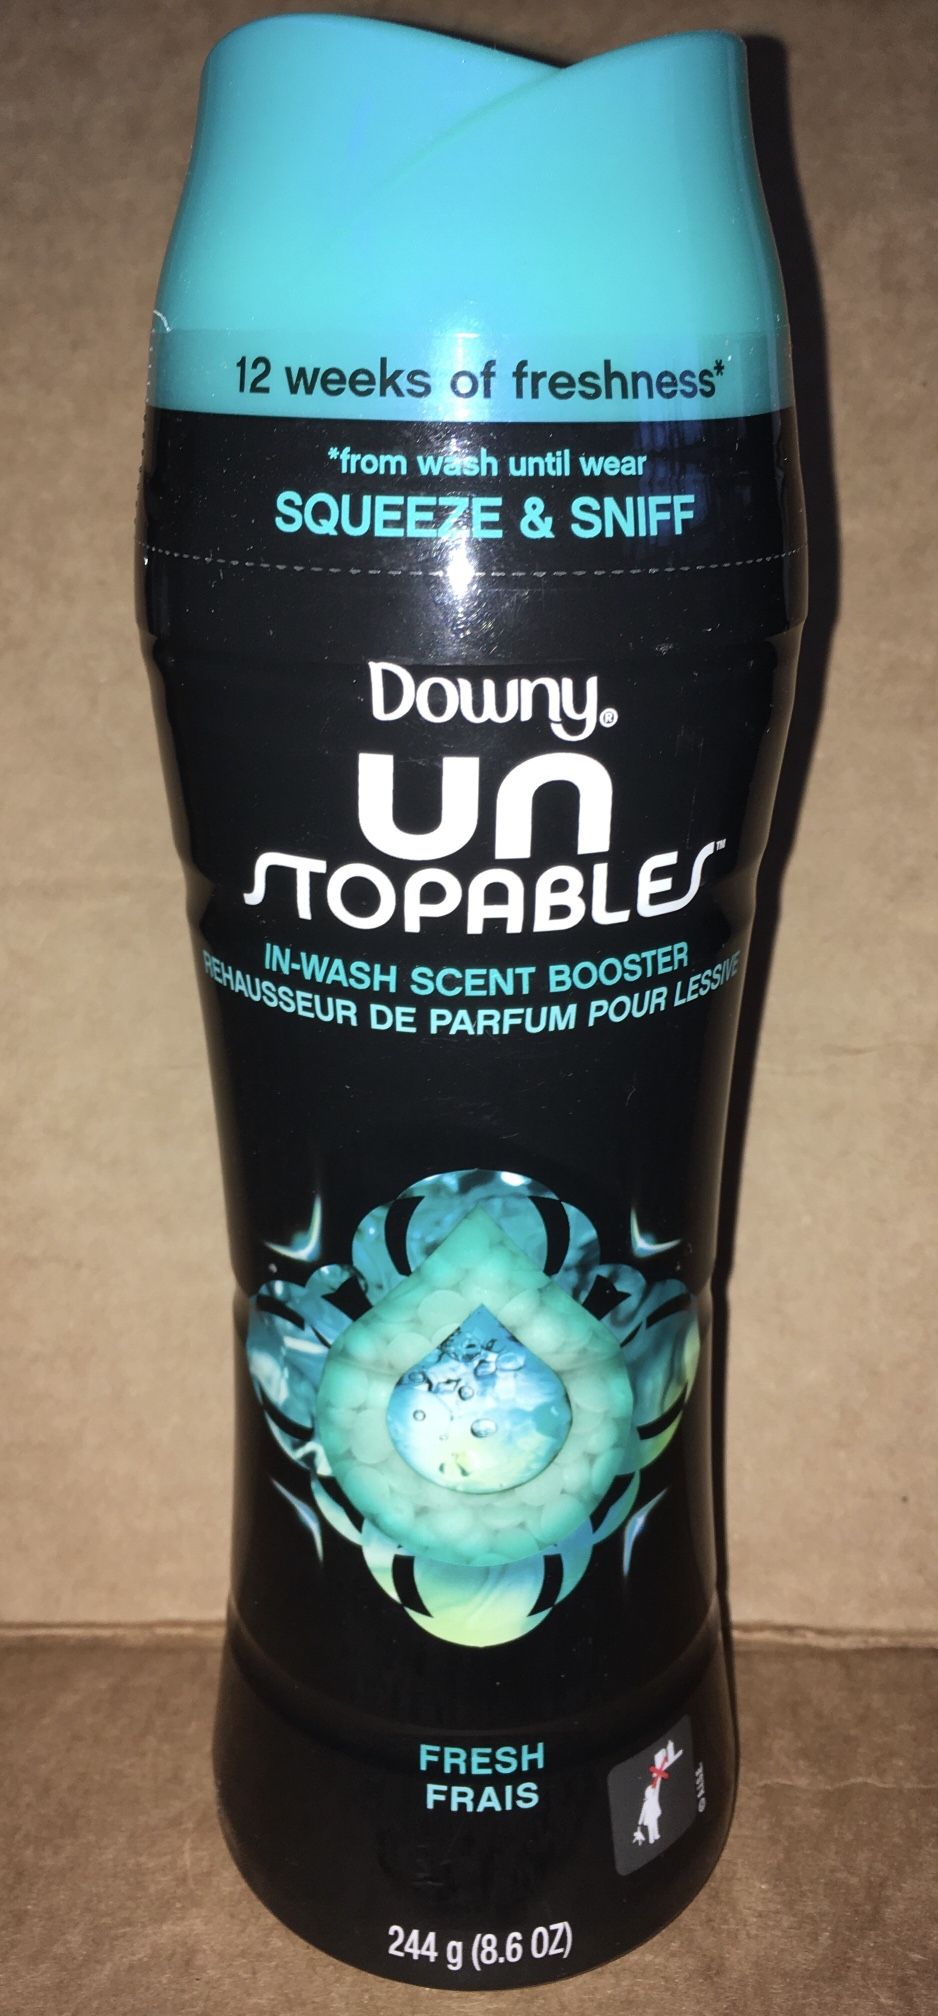 12 weeks of freshness*
*from wash until wear
SQUEEZE & SNIFF
Downy®
un
STOPABLES™
IN-WASH SCENT BOOSTER
REHAUSSEUR DE PARFUM POUR LESSIVE
FRESH
FRAIS
244 g (8.6 OZ)